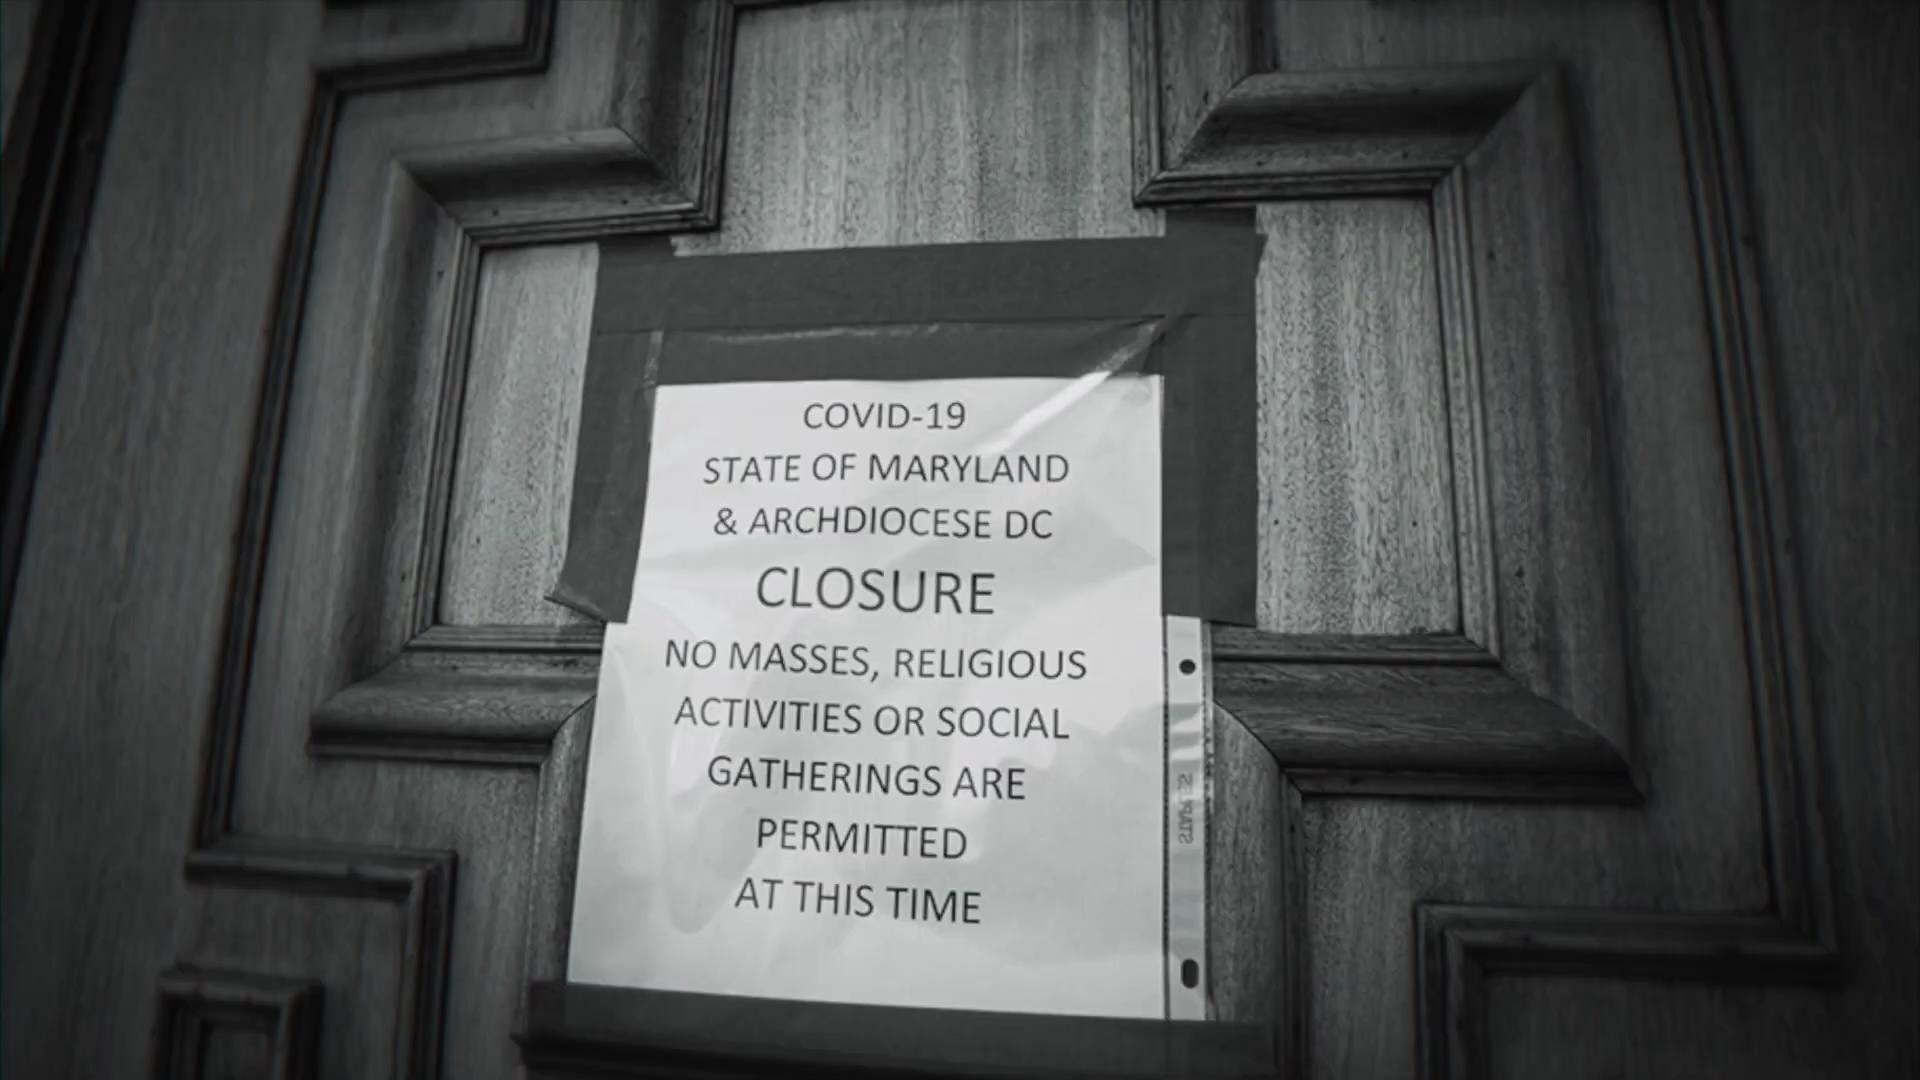 COVID-19
STATE OF MARYLAND
& ARCHDIOCESE DC
CLOSURE
NO MASSES, RELIGIOUS
ACTIVITIES OR SOCIAL
GATHERINGS ARE
PERMITTED
AT THIS TIME
STAPLES